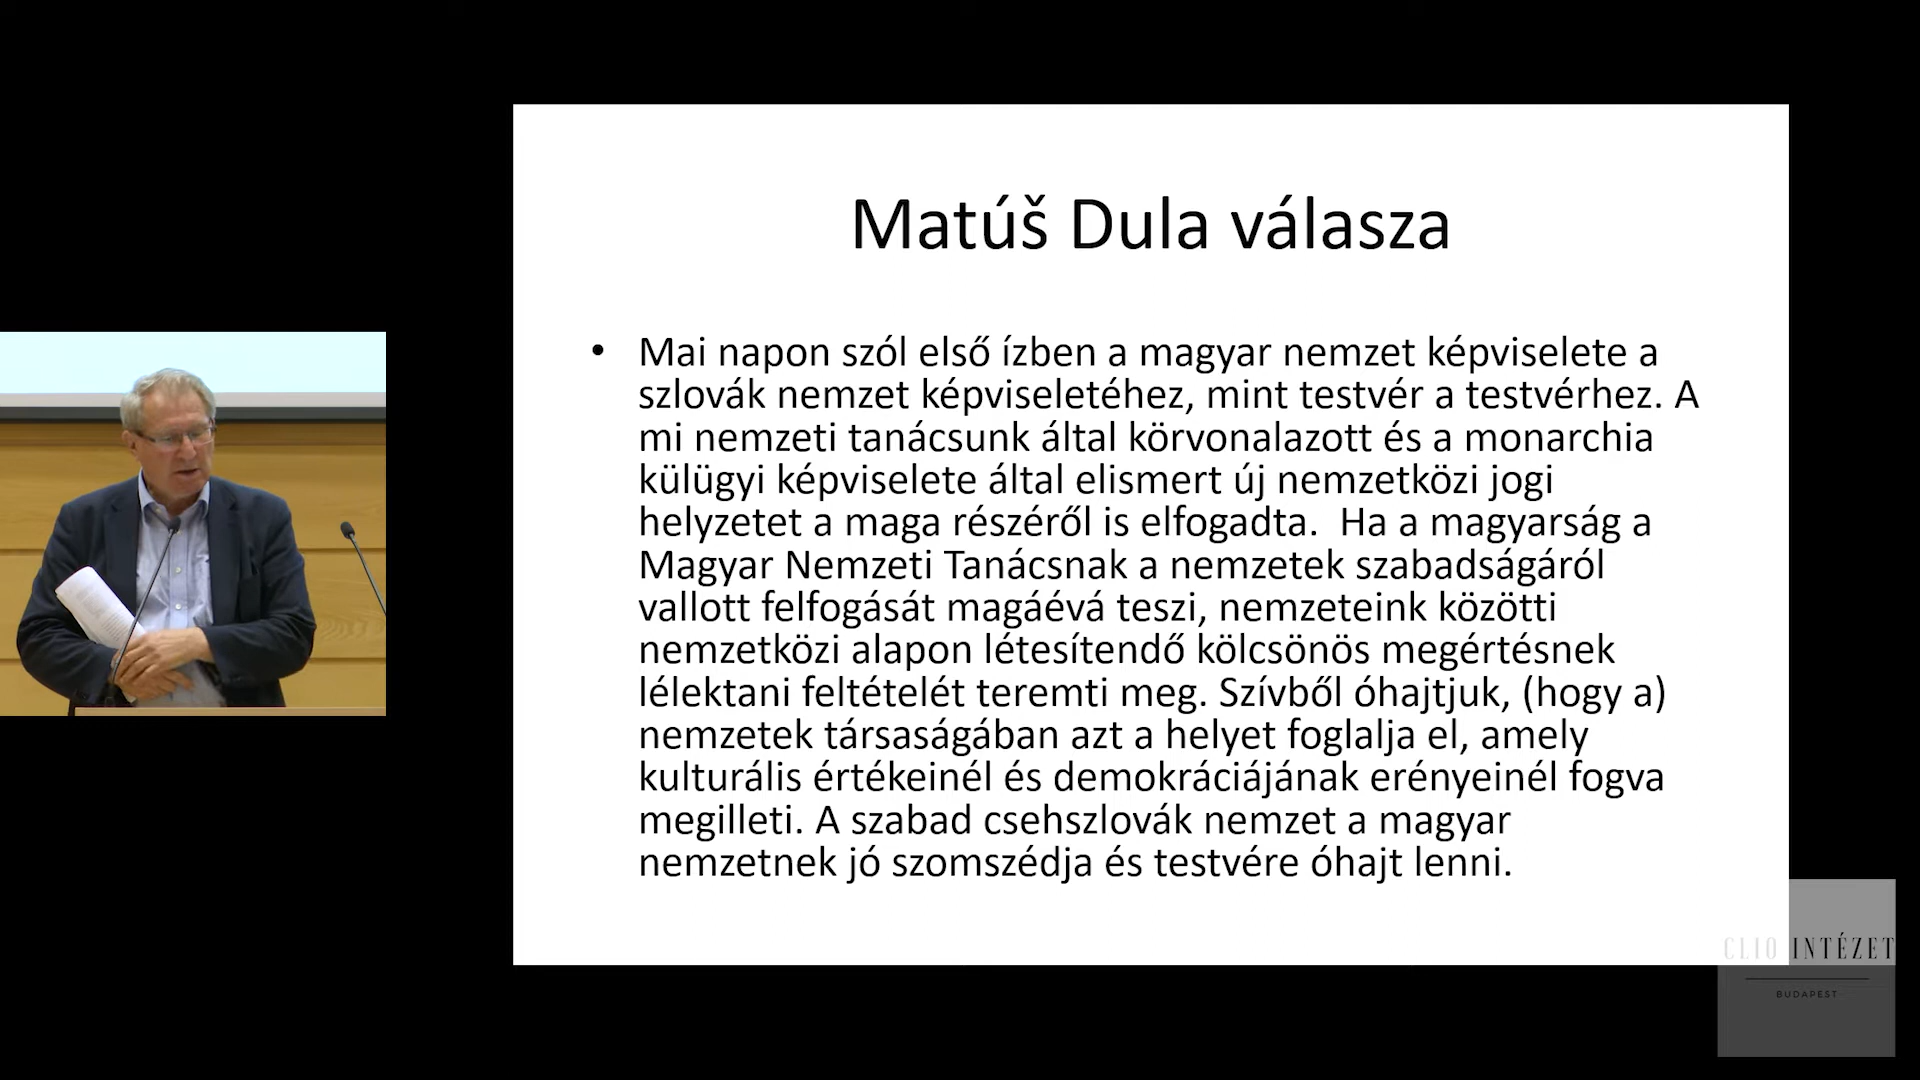 Matúš Dula válasza
• Mai napon szól első ízben a magyar nemzet képviselete a
szlovák nemzet képviseletéhez, mint testvér a testvérhez. A
mi nemzeti tanácsunk által körvonalazott és a monarchia
külügyi képviselete által elismert új nemzetközi jogi
helyzetet a maga részéről is elfogadta.  Ha a magyarság a
Magyar Nemzeti Tanácsnak a nemzetek szabadságáról
vallott felfogását magáévá teszi, nemzeteink közötti
nemzetközi alapon létesítendő kölcsönös megértésnek
lélektani feltételét teremti meg. Szívből óhajtjuk, (hogy a)
nemzetek társaságában azt a helyet foglalja el, amely
kulturális értékeinél és demokráciájának erényeinél fogva
megilleti. A szabad csehszlovák nemzet a magyar
nemzetnek jó szomszédja és testvére óhajt lenni.
CLIO INTÉZET
BUDAPEST